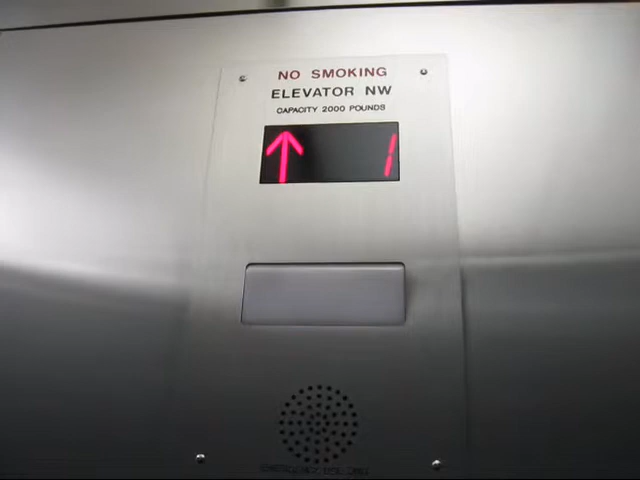 NO SMOKING
ELEVATOR NW
CAPACITY 2000 POUNDS
↑ 1